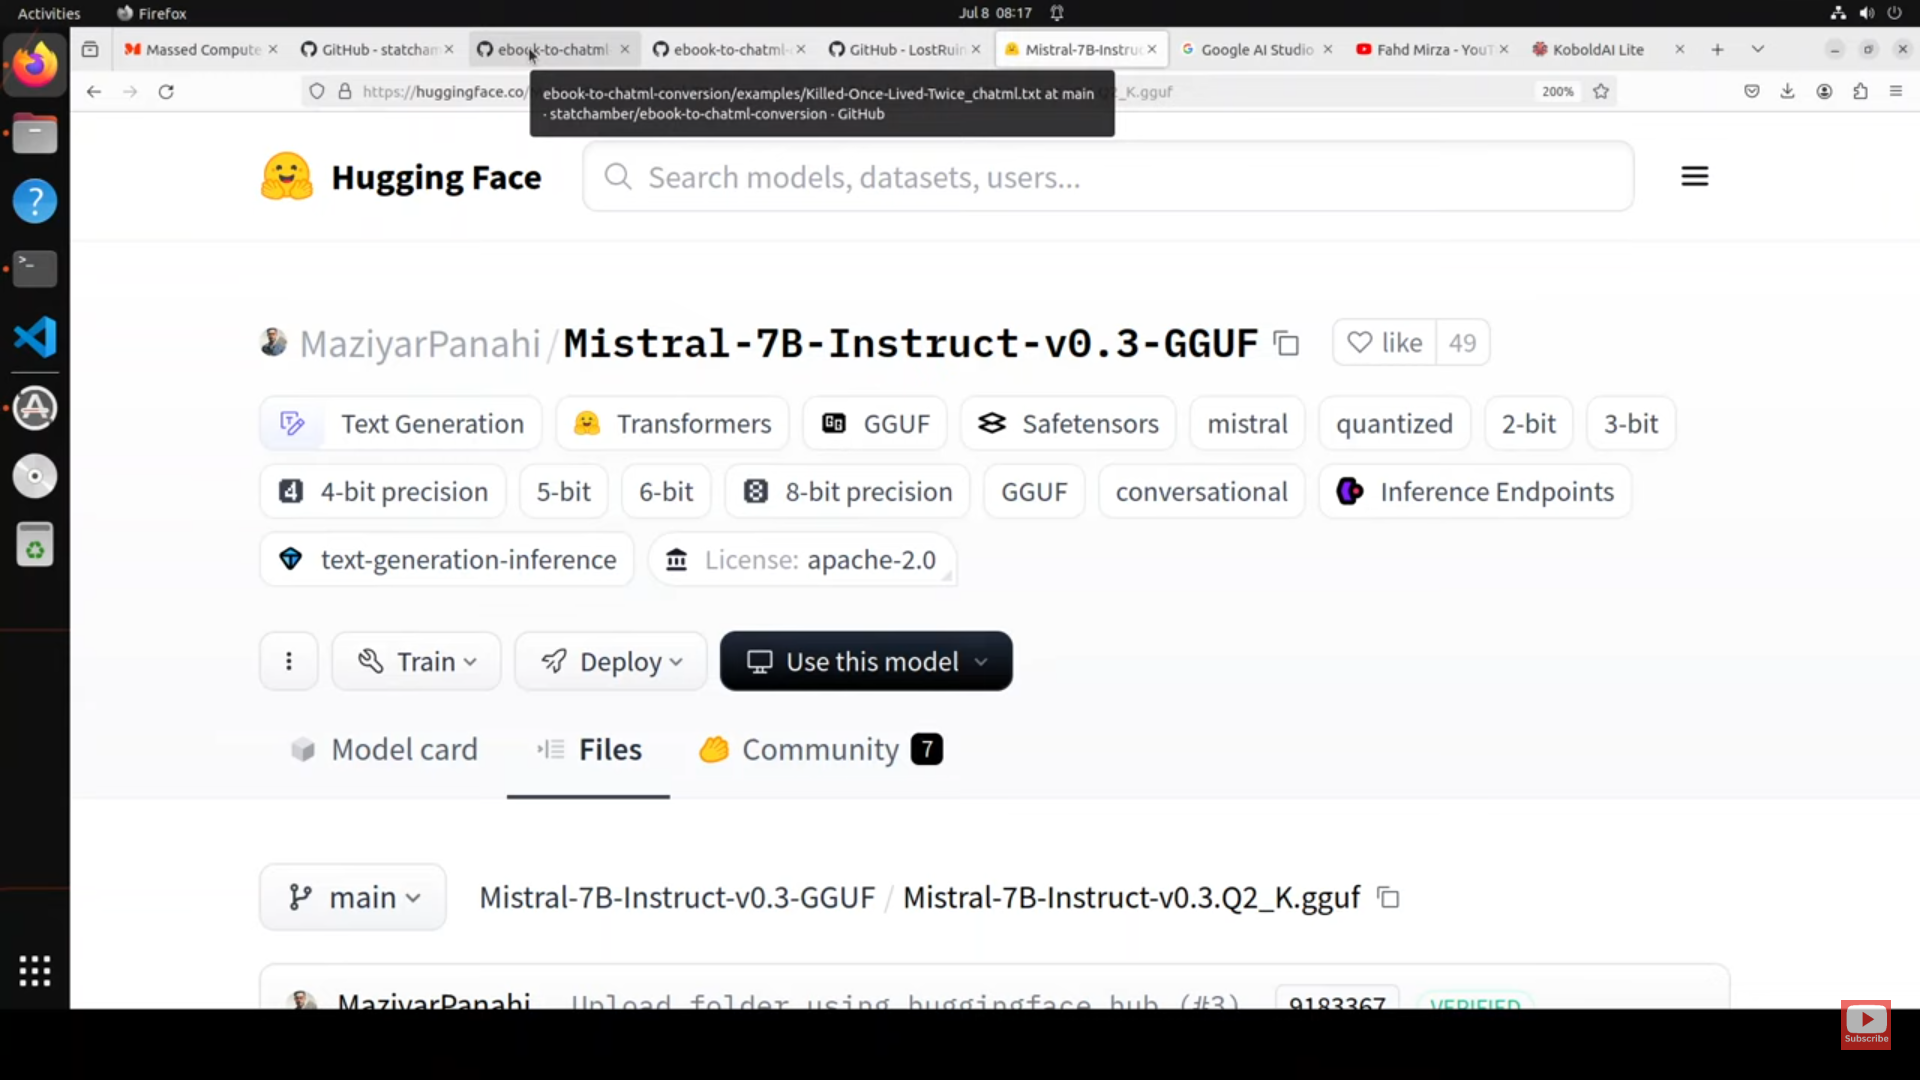 Activities Firefox Jul 8 08:17
Massed Compute GitHub - statcham ebook-to-chatml- ebook-to-chatml- GitHub - LostRuin Mistral-7B-Instruc Google AI Studio Fahd Mirza - YouT KoboldAI Lite
https://huggingface.co/ 2_K.gguf 200%
ebook-to-chatml-conversion/examples/Killed-Once-Lived-Twice_chatml.txt at main
· statchamber/ebook-to-chatml-conversion · GitHub
Hugging Face Search models, datasets, users...
MaziyarPanahi/Mistral-7B-Instruct-v0.3-GGUF like 49
Text Generation Transformers GGUF Safetensors mistral quantized 2-bit 3-bit
4-bit precision 5-bit 6-bit 8-bit precision GGUF conversational Inference Endpoints
text-generation-inference License: apache-2.0
Train Deploy Use this model
Model card Files Community 7
main Mistral-7B-Instruct-v0.3-GGUF / Mistral-7B-Instruct-v0.3.Q2_K.gguf
MaziyarPanahi Upload folder using huggingface_hub (#3) 9183367 VERIFIED
Subscribe